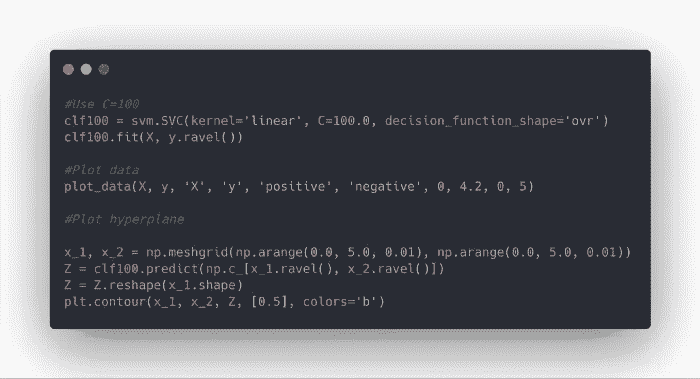 #Use C=100
clf100 = svm.SVC(kernel='linear', C=100.0, decision_function_shape='ovr')
clf100.fit(X, y.ravel())
#Plot data
plot_data(X, y, 'X', 'y', 'positive', 'negative', 0, 4.2, 0, 5)
#Plot hyperplane
x_1, x_2 = np.meshgrid(np.arange(0.0, 5.0, 0.01), np.arange(0.0, 5.0, 0.01))
Z = clf100.predict(np.c_[x_1.ravel(), x_2.ravel()])
Z = Z.reshape(x_1.shape)
plt.contour(x_1, x_2, Z, [0.5], colors='b')